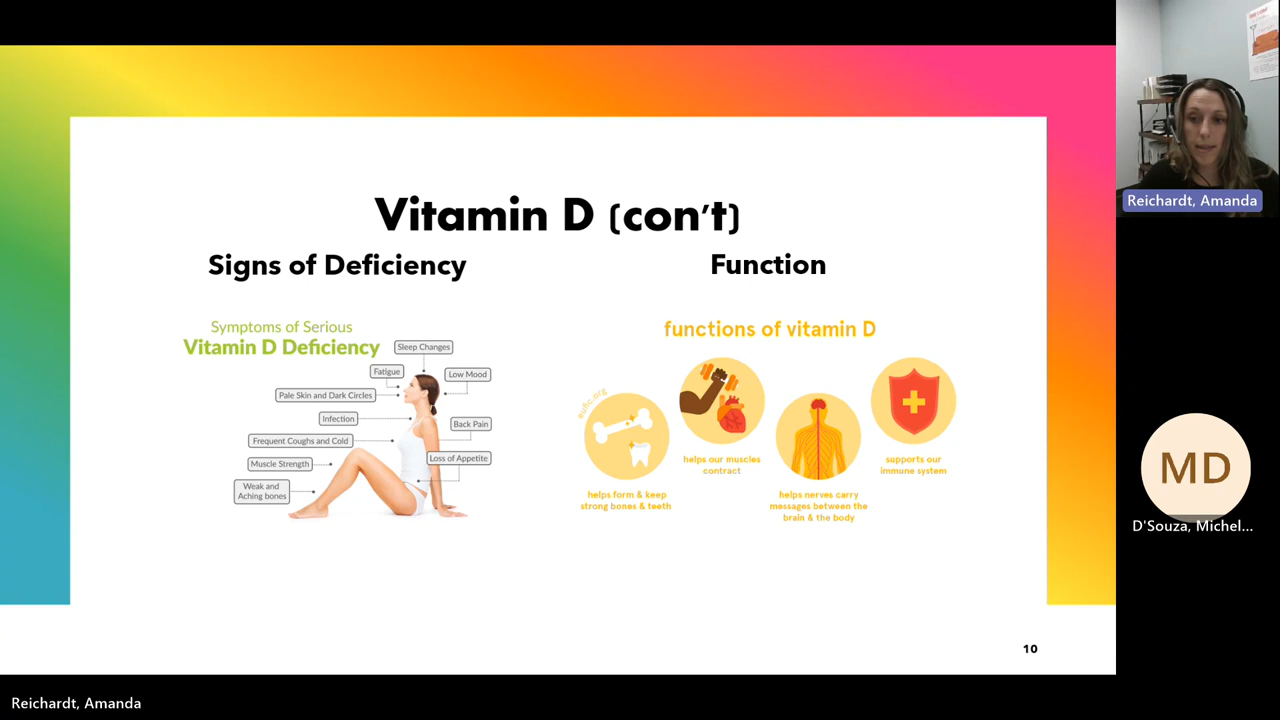 Vitamin D (con't)
Signs of Deficiency
Symptoms of Serious
Vitamin D Deficiency
Sleep Changes
Fatigue
Low Mood
Pale Skin and Dark Circles
Infection
Back Pain
Frequent Coughs and Cold
Loss of Appetite
Muscle Strength
Weak and
Aching bones
Function
functions of vitamin D
eufic.org
helps form & keep
strong bones & teeth
helps our muscles
contract
helps nerves carry
messages between the
brain & the body
supports our
immune system
10
Reichardt, Amanda
MD
D'Souza, Michel...
Reichardt, Amanda